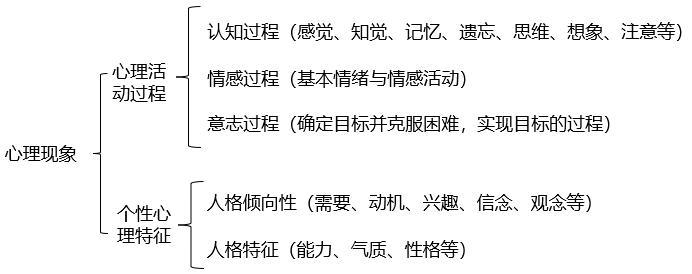 心理现象
心理活
动过程
认知过程（感觉、知觉、记忆、遗忘、思维、想象、注意等）
情感过程（基本情绪与情感活动）
意志过程（确定目标并克服困难，实现目标的过程）
个性心
理特征
人格倾向性（需要、动机、兴趣、信念、观念等）
人格特征（能力、气质、性格等）